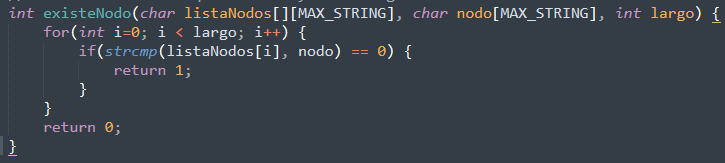 int existeNodo(char listaNodos[][MAX_STRING], char nodo[MAX_STRING], int largo) {
    for(int i=0; i < largo; i++) {
        if(strcmp(listaNodos[i], nodo) == 0) {
            return 1;
        }
    }
    return 0;
}